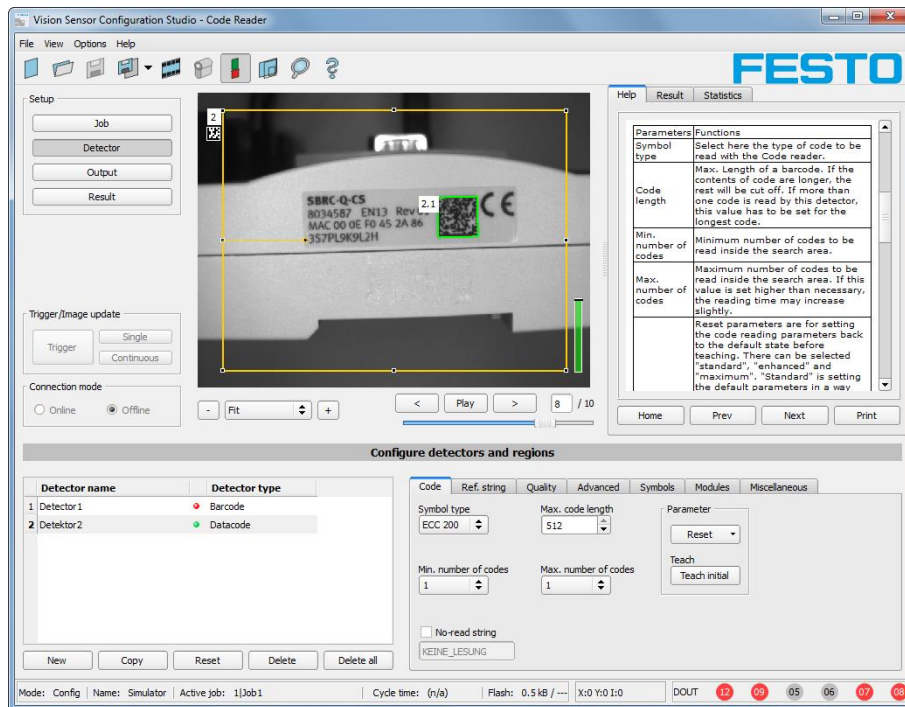 Vision Sensor Configuration Studio - Code Reader
File View Options Help
FESTO
Setup
Job
Detector
Output
Result
Trigger/Image update
Trigger
Single
Continuous
Connection mode
Online Offline
2
SBRC-Q-CS
8034587 EN13 Rev
MAC 00 0E F0 45 2A 86
3S7PL9K9L2H
2.1
CE
- Fit +
< Play > 8 / 10
Help Result Statistics
Parameters Functions
Symbol type
Select here the type of code to be read with the Code reader.
Code length
Max. Length of a barcode. If the contents of code are longer, the rest will be cut off. If more than one code is read by this detector, this value has to be set for the longest code.
Min. number of codes
Minimum number of codes to be read inside the search area.
Max. number of codes
Maximum number of codes to be read inside the search area. If this value is set higher than necessary, the reading time may increase slightly.
Reset parameters are for setting the code reading parameters back to the default state before teaching. There can be selected "standard", "enhanced" and "maximum". "Standard" is setting the default parameters in a way
Home Prev Next Print
Configure detectors and regions
Detector name Detector type
1 Detector1 Barcode
2 Detektor2 Datacode
New Copy Reset Delete Delete all
Code Ref. string Quality Advanced Symbols Modules Miscellaneous
Symbol type
ECC 200
Max. code length
512
Parameter
Reset
Teach
Teach initial
Min. number of codes
1
Max. number of codes
1
No-read string
KEINE_LESUNG
Mode: Config Name: Simulator Active job: 1|Job1 Cycle time: (n/a) Flash: 0.5 kB / --- X:0 Y:0 I:0 DOUT 12 09 05 06 07 08